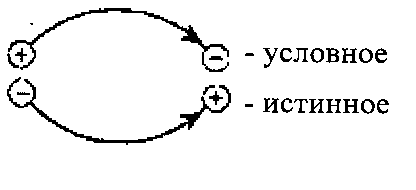 + − - условное
− + - истинное